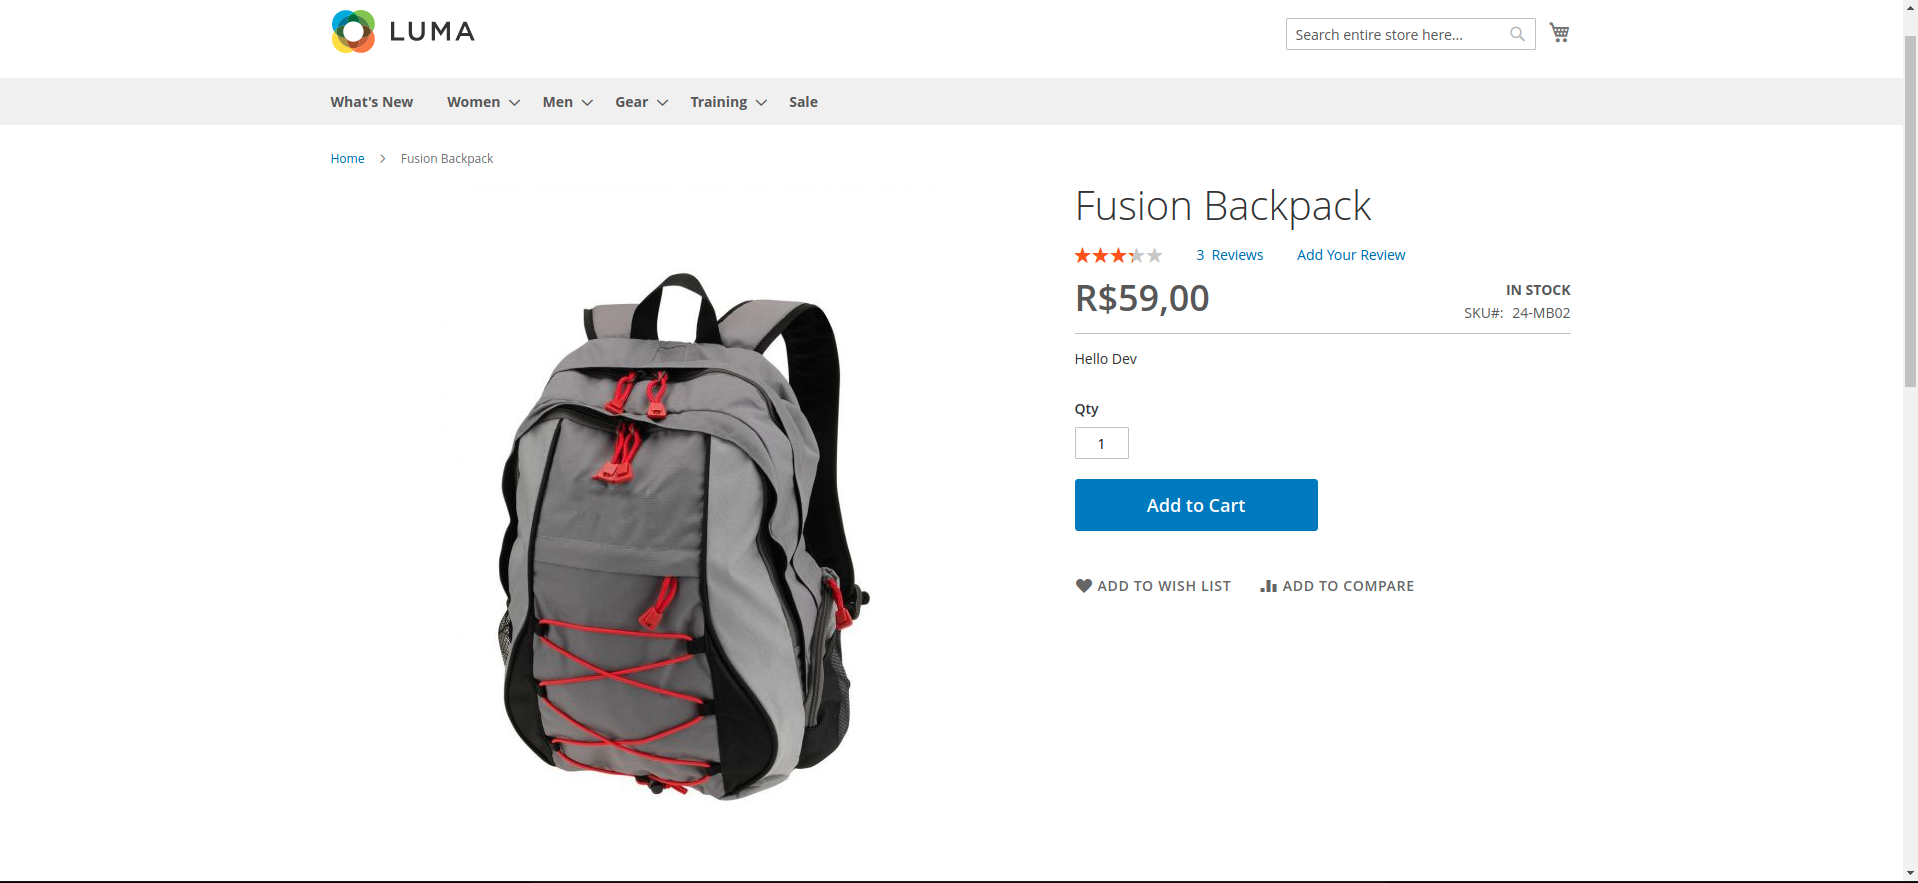 LUMA
Search entire store here...
What's New Women Men Gear Training Sale
Home Fusion Backpack
Fusion Backpack
3 Reviews Add Your Review
R$59,00
IN STOCK
SKU#: 24-MB02
Hello Dev
Qty
1
Add to Cart
ADD TO WISH LIST ADD TO COMPARE